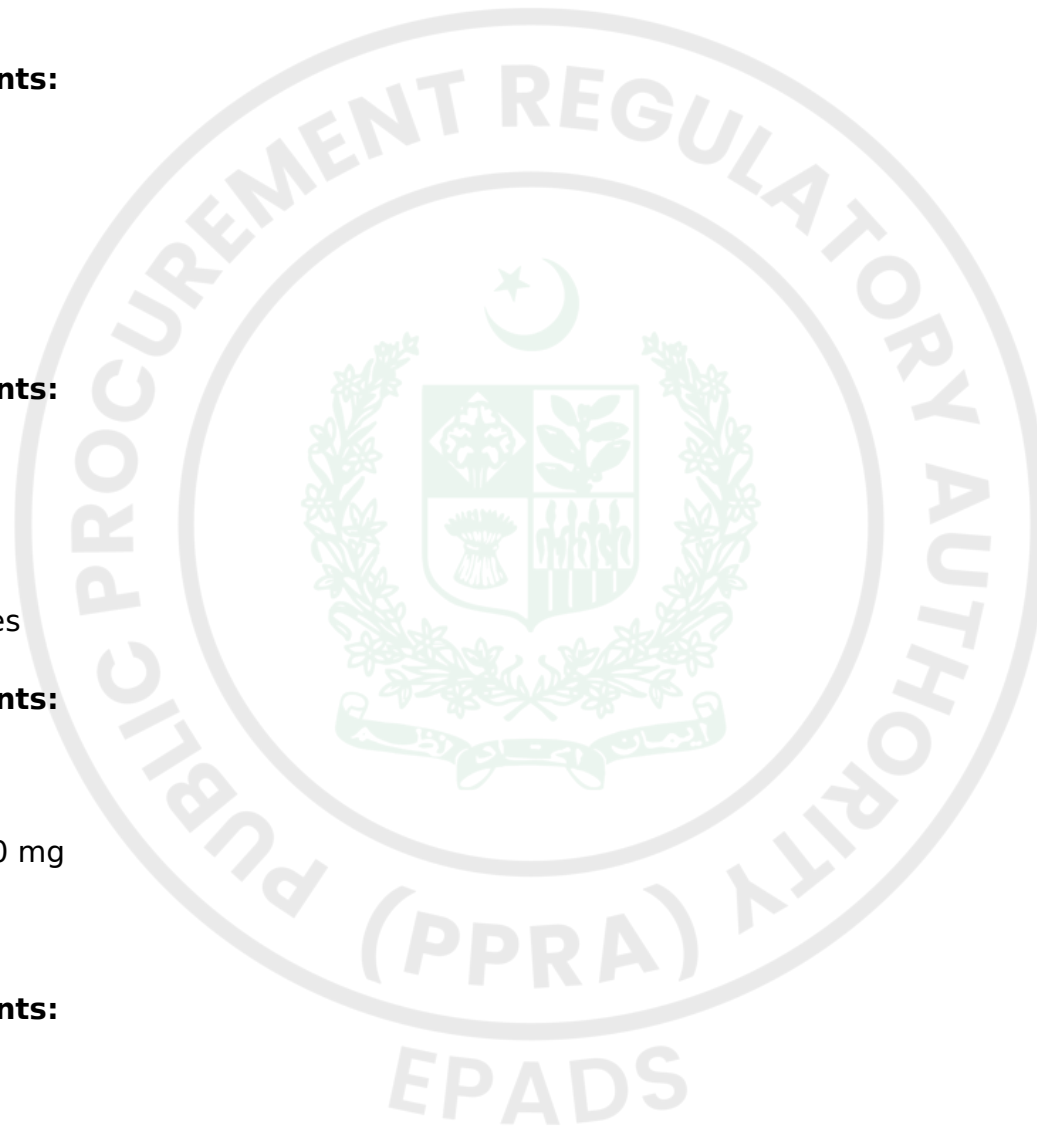 nts:
PUBLIC PROCUREMENT REGULATORY AUTHORITY
nts:
es
nts:
0 mg
(PPRA)
nts:
EPADS